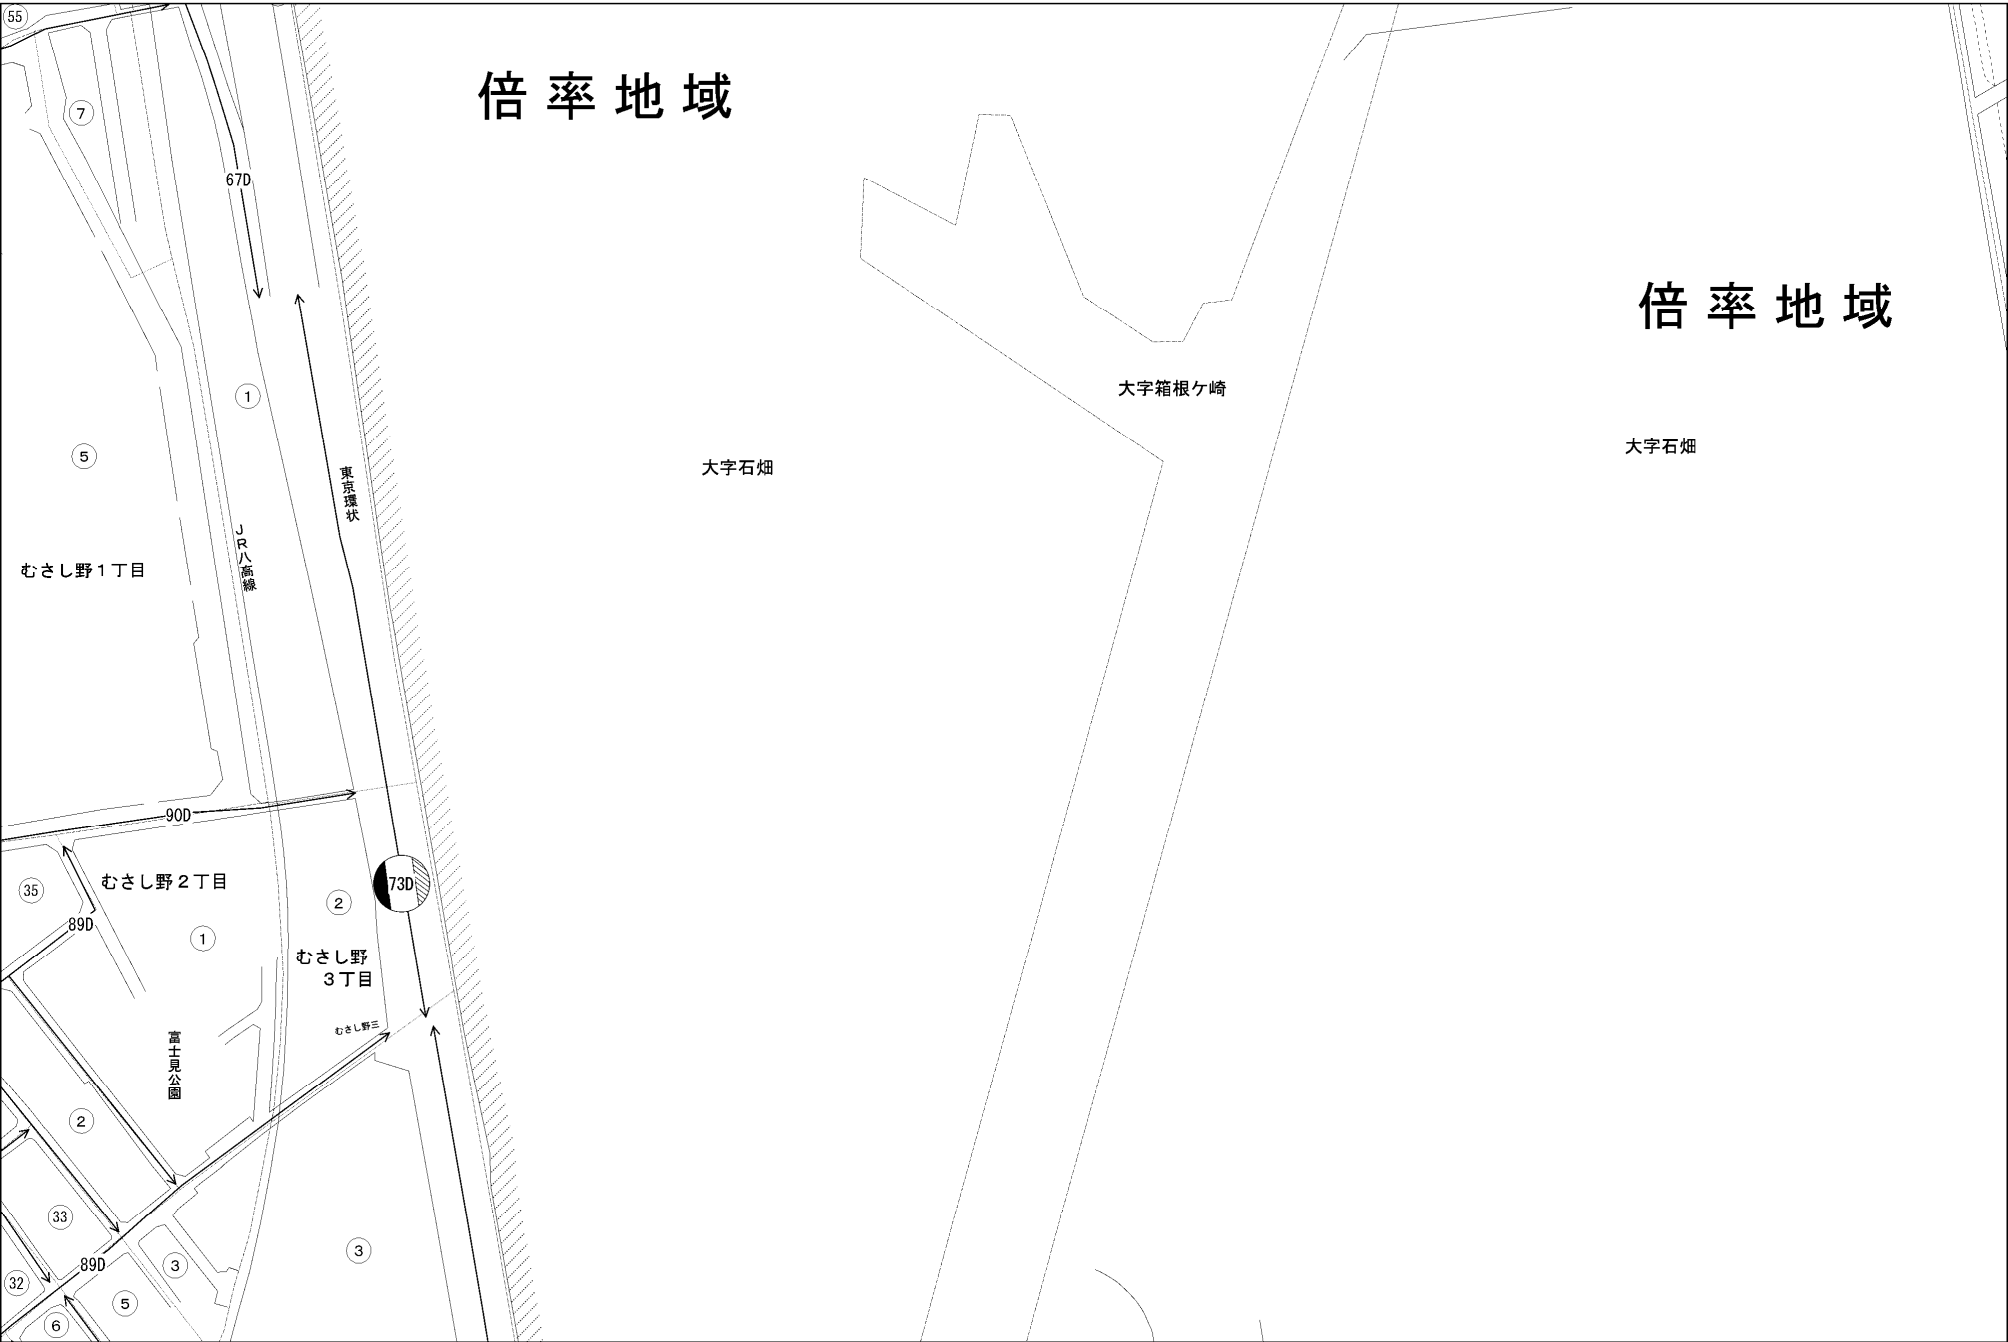 55
倍率地域
7
67D
倍率地域
大字箱根ケ崎
1
大字石畑
5
大字石畑
東京環状
JR八高線
むさし野1丁目
90D
73D
むさし野2丁目
35
2
89D
1
むさし野
3丁目
むさし野三
富士見公園
2
33
3
89D
3
32
5
6